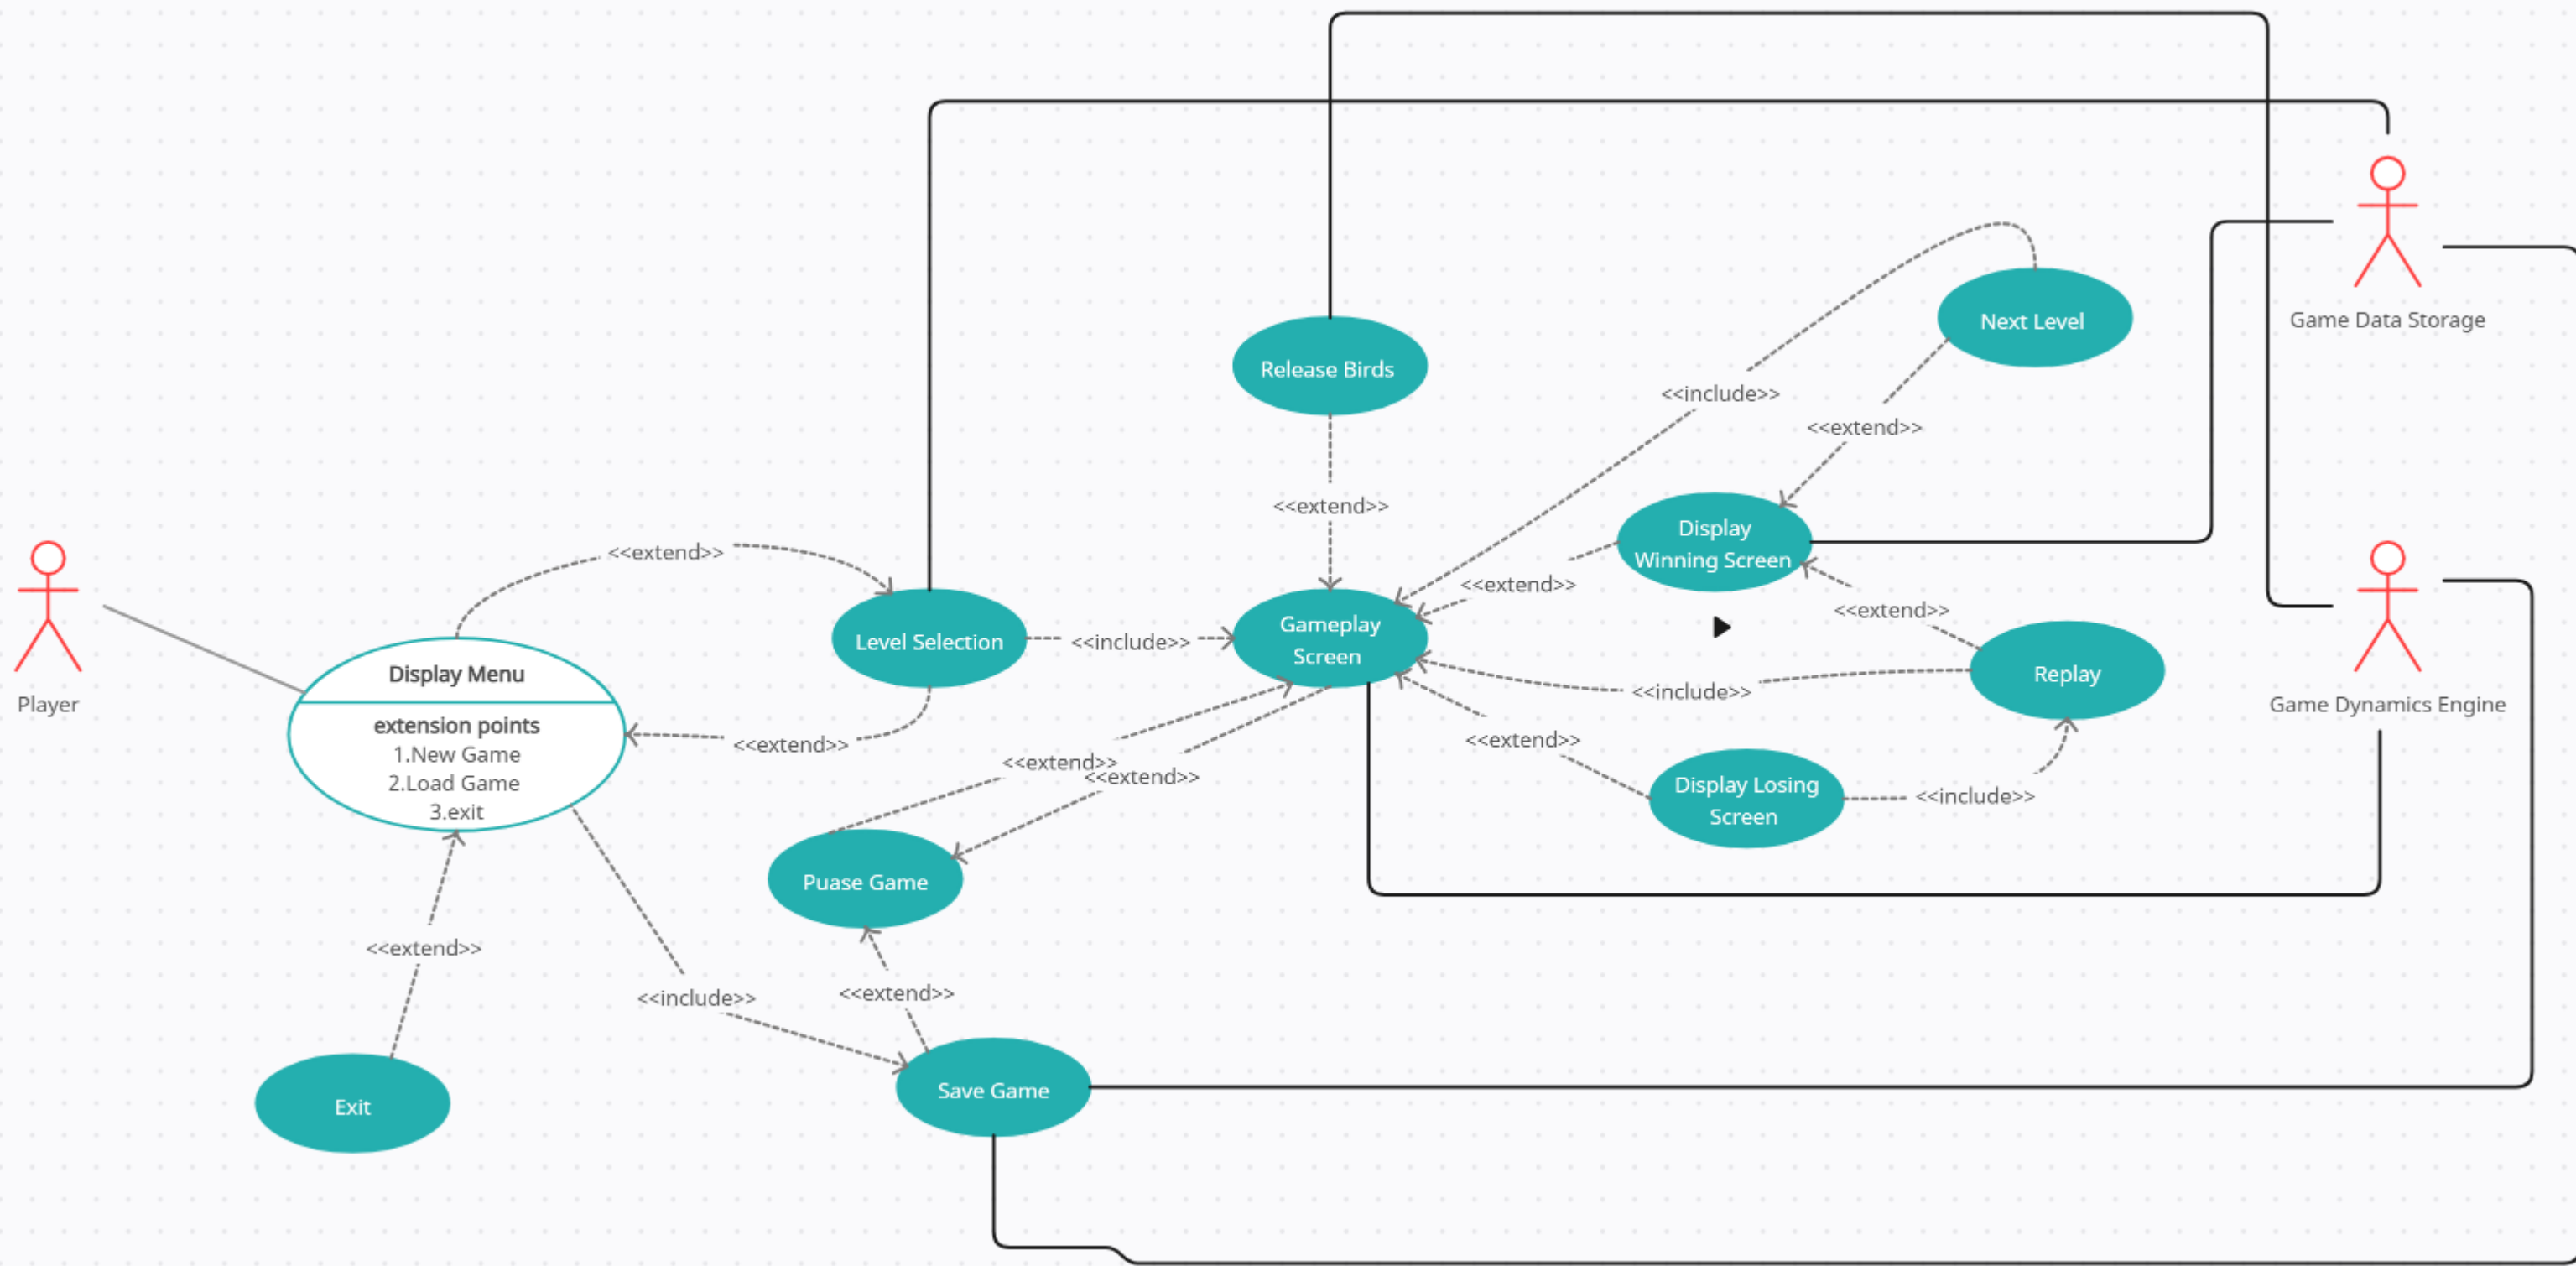 Game Data Storage
Next Level
Release Birds
<<include>>
<<extend>>
<<extend>>
Display
Winning Screen
<<extend>>
<<extend>>
<<extend>>
Level Selection
<<include>>
Gameplay
Screen
Replay
<<include>>
Player
Display Menu
extension points
1.New Game
2.Load Game
3.exit
<<extend>>
<<extend>>
<<extend>>
<<extend>>
Game Dynamics Engine
Display Losing
Screen
<<include>>
Puase Game
<<extend>>
<<include>>
<<extend>>
Save Game
Exit